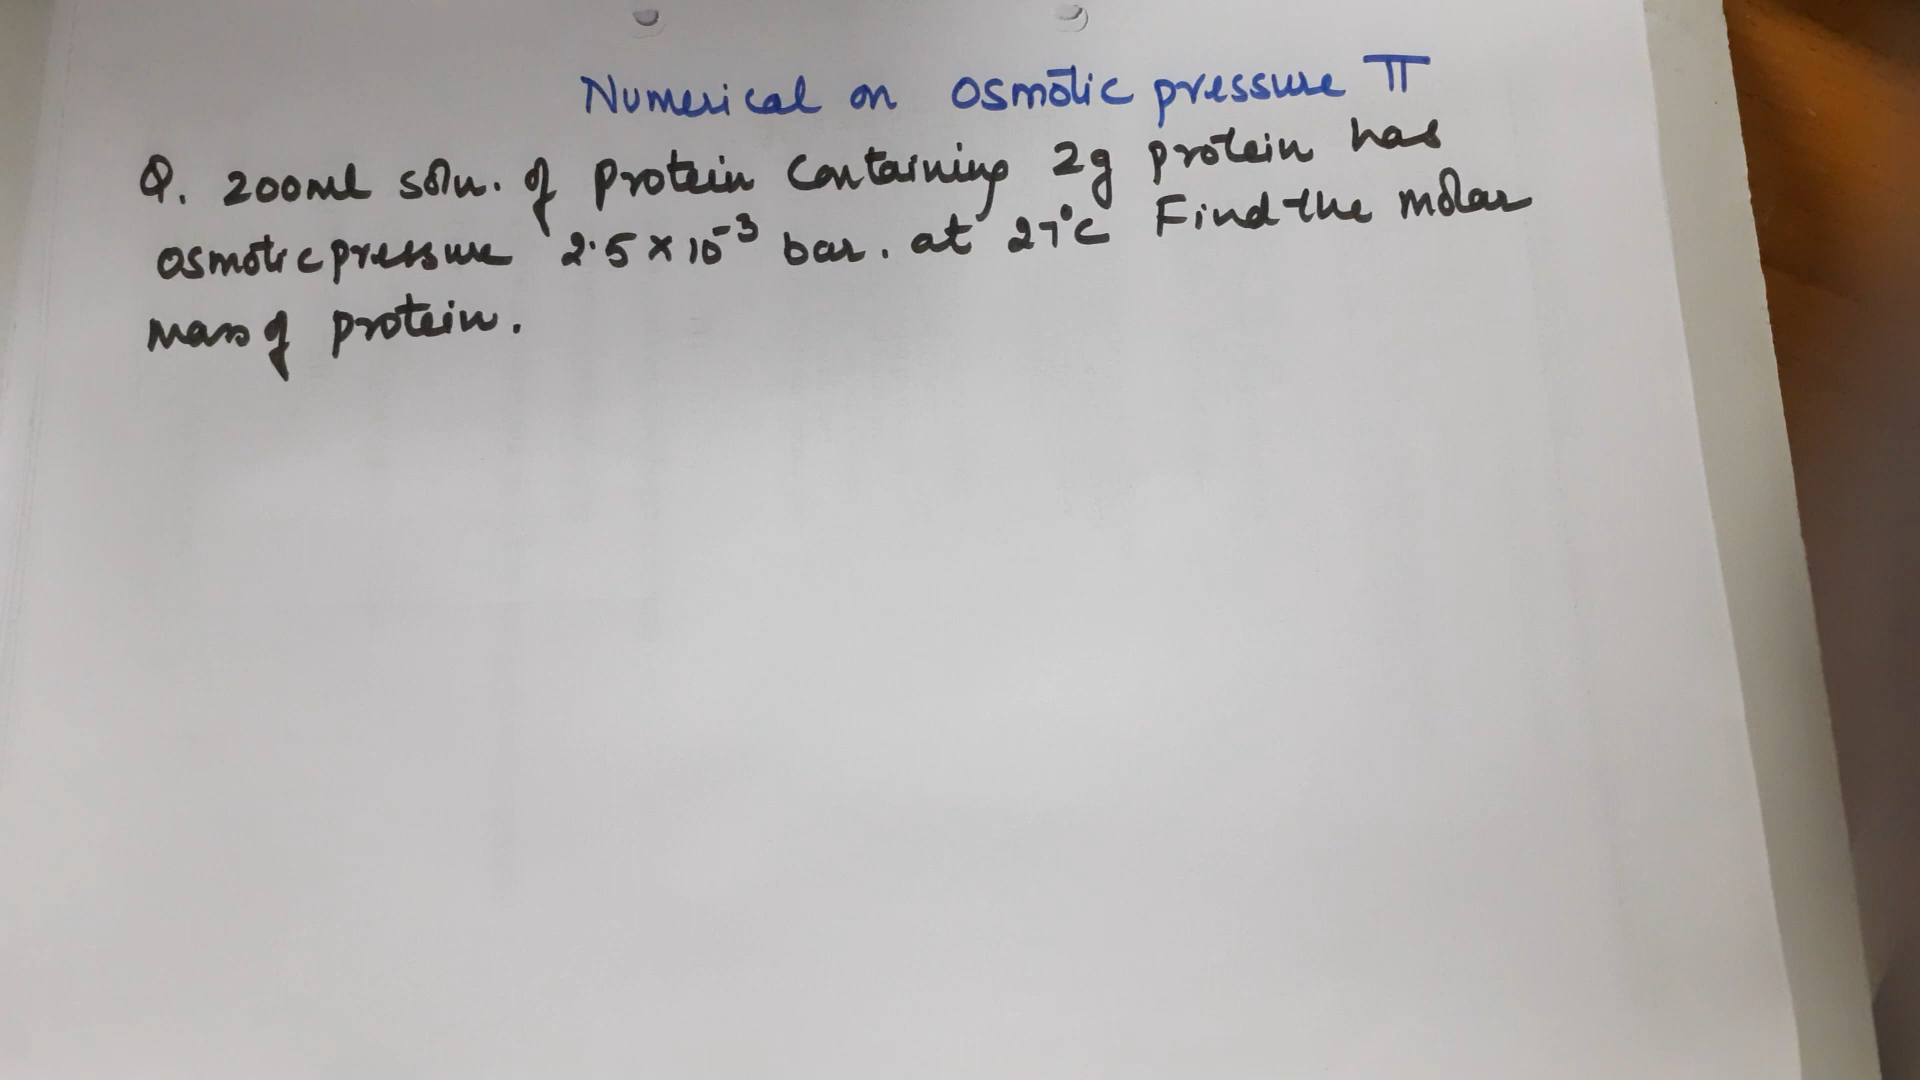 Numerical on Osmotic pressure π
Q. 200ml soln. of protein containing 2g protein has
osmotic pressure 2.5 × 10⁻³ bar. at 27°C Find the molar
mass of protein.